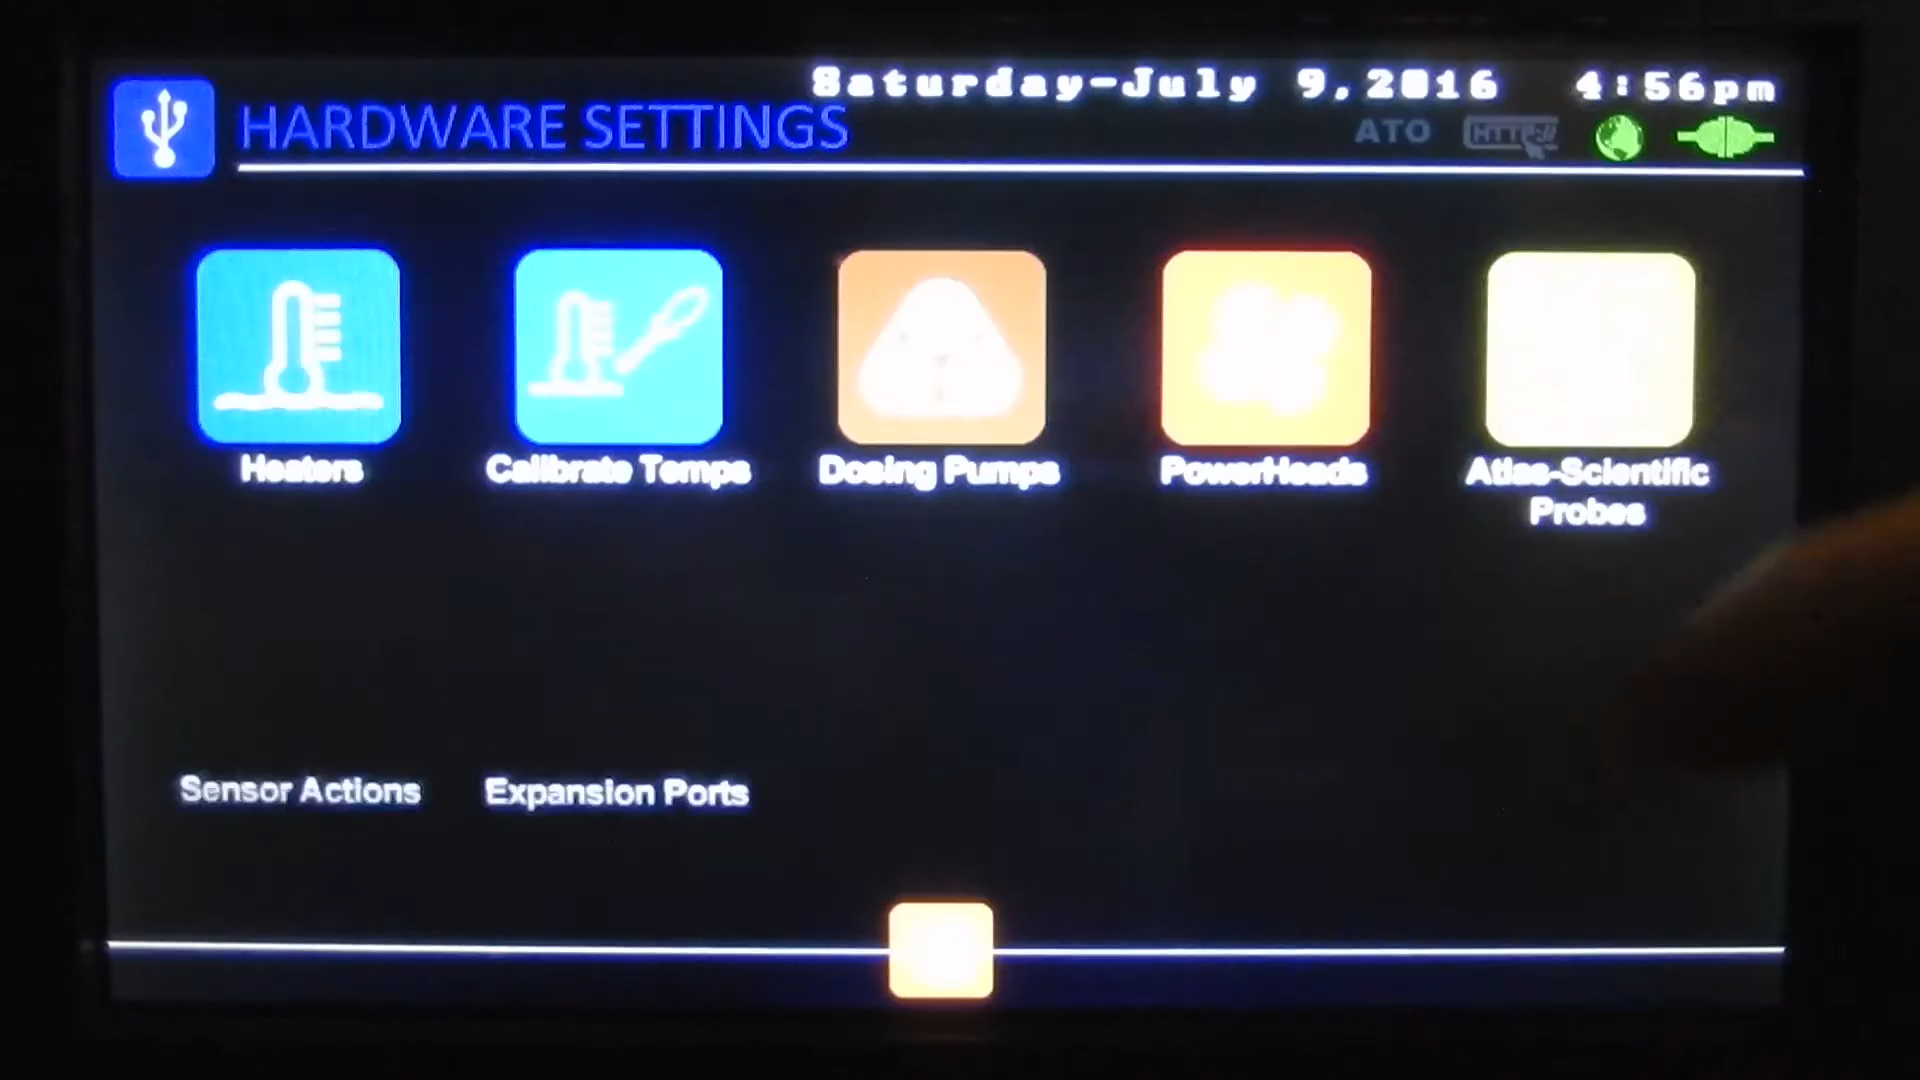 Saturday-July 9,2016 4:56pm
HARDWARE SETTINGS
ATO HTTP://
Heaters
Calibrate Temps
Dosing Pumps
PowerHeads
Atlas-Scientific
Probes
Sensor Actions
Expansion Ports